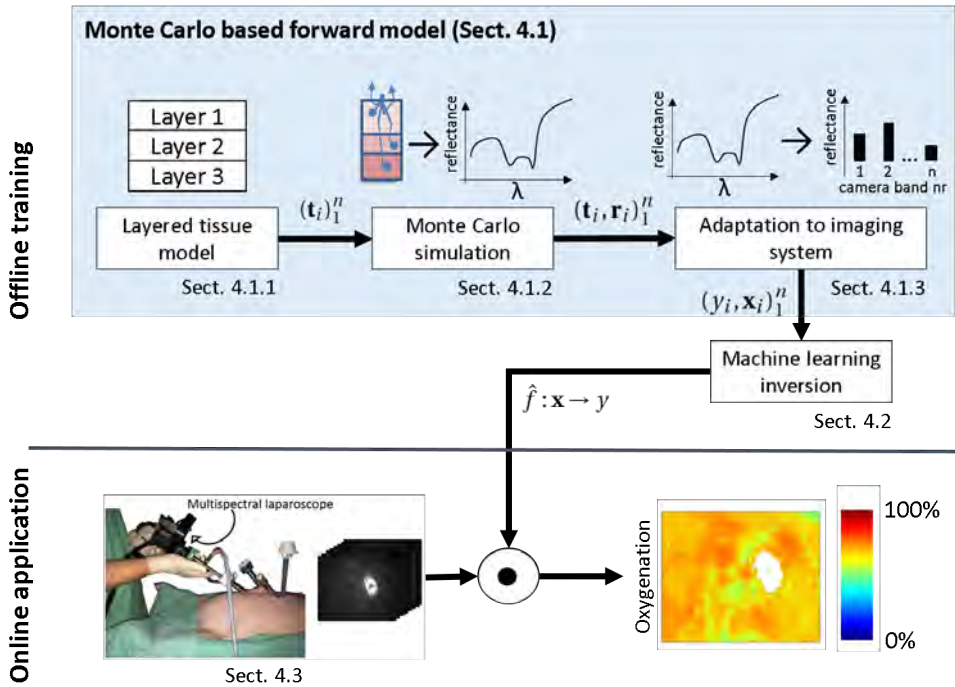 Monte Carlo based forward model (Sect. 4.1)
Offline training
Layer 1
Layer 2
Layer 3
reflectance
λ
reflectance
λ
reflectance
1 2 ... n
camera band nr
Layered tissue model
Sect. 4.1.1
(t_i)_1^n
Monte Carlo simulation
Sect. 4.1.2
(t_i, r_i)_1^n
Adaptation to imaging system
Sect. 4.1.3
(y_i, x_i)_1^n
Machine learning inversion
Sect. 4.2
f̂ : x → y
Online application
Multispectral laparoscope
Sect. 4.3
Oxygenation
100%
0%